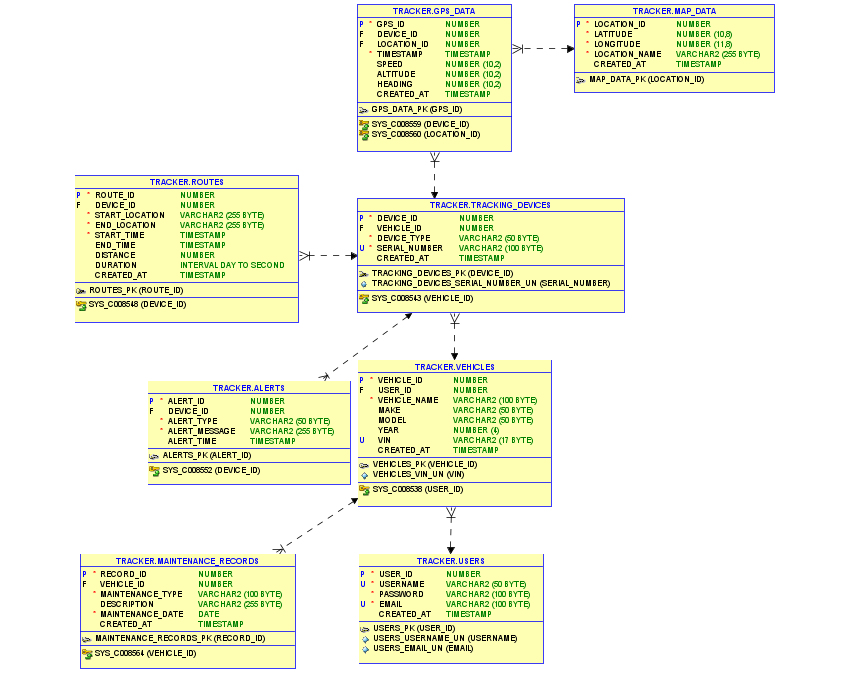 TRACKER.GPS_DATA
P * GPS_ID NUMBER
F DEVICE_ID NUMBER
F LOCATION_ID NUMBER
* TIMESTAMP TIMESTAMP
SPEED NUMBER (10,2)
ALTITUDE NUMBER (10,2)
HEADING NUMBER (10,2)
CREATED_AT TIMESTAMP
GPS_DATA_PK (GPS_ID)
SYS_C008559 (DEVICE_ID)
SYS_C008560 (LOCATION_ID)
TRACKER.MAP_DATA
P * LOCATION_ID NUMBER
* LATITUDE NUMBER (10,8)
* LONGITUDE NUMBER (11,8)
* LOCATION_NAME VARCHAR2 (255 BYTE)
CREATED_AT TIMESTAMP
MAP_DATA_PK (LOCATION_ID)
TRACKER.ROUTES
P * ROUTE_ID NUMBER
F DEVICE_ID NUMBER
* START_LOCATION VARCHAR2 (255 BYTE)
* END_LOCATION VARCHAR2 (255 BYTE)
* START_TIME TIMESTAMP
END_TIME TIMESTAMP
DISTANCE NUMBER
DURATION INTERVAL DAY TO SECOND
CREATED_AT TIMESTAMP
ROUTES_PK (ROUTE_ID)
SYS_C008548 (DEVICE_ID)
TRACKER.TRACKING_DEVICES
P * DEVICE_ID NUMBER
F VEHICLE_ID NUMBER
* DEVICE_TYPE VARCHAR2 (50 BYTE)
U * SERIAL_NUMBER VARCHAR2 (100 BYTE)
CREATED_AT TIMESTAMP
TRACKING_DEVICES_PK (DEVICE_ID)
TRACKING_DEVICES_SERIAL_NUMBER_UN (SERIAL_NUMBER)
SYS_C008543 (VEHICLE_ID)
TRACKER.ALERTS
P * ALERT_ID NUMBER
F DEVICE_ID NUMBER
* ALERT_TYPE VARCHAR2 (50 BYTE)
* ALERT_MESSAGE VARCHAR2 (255 BYTE)
ALERT_TIME TIMESTAMP
ALERTS_PK (ALERT_ID)
SYS_C008552 (DEVICE_ID)
TRACKER.VEHICLES
P * VEHICLE_ID NUMBER
F USER_ID NUMBER
* VEHICLE_NAME VARCHAR2 (100 BYTE)
MAKE VARCHAR2 (50 BYTE)
MODEL VARCHAR2 (50 BYTE)
YEAR NUMBER (4)
U VIN VARCHAR2 (17 BYTE)
CREATED_AT TIMESTAMP
VEHICLES_PK (VEHICLE_ID)
VEHICLES_VIN_UN (VIN)
SYS_C008538 (USER_ID)
TRACKER.MAINTENANCE_RECORDS
P * RECORD_ID NUMBER
F VEHICLE_ID NUMBER
* MAINTENANCE_TYPE VARCHAR2 (100 BYTE)
DESCRIPTION VARCHAR2 (255 BYTE)
* MAINTENANCE_DATE DATE
CREATED_AT TIMESTAMP
MAINTENANCE_RECORDS_PK (RECORD_ID)
SYS_C008564 (VEHICLE_ID)
TRACKER.USERS
P * USER_ID NUMBER
U * USERNAME VARCHAR2 (50 BYTE)
* PASSWORD VARCHAR2 (100 BYTE)
U * EMAIL VARCHAR2 (100 BYTE)
CREATED_AT TIMESTAMP
USERS_PK (USER_ID)
USERS_USERNAME_UN (USERNAME)
USERS_EMAIL_UN (EMAIL)